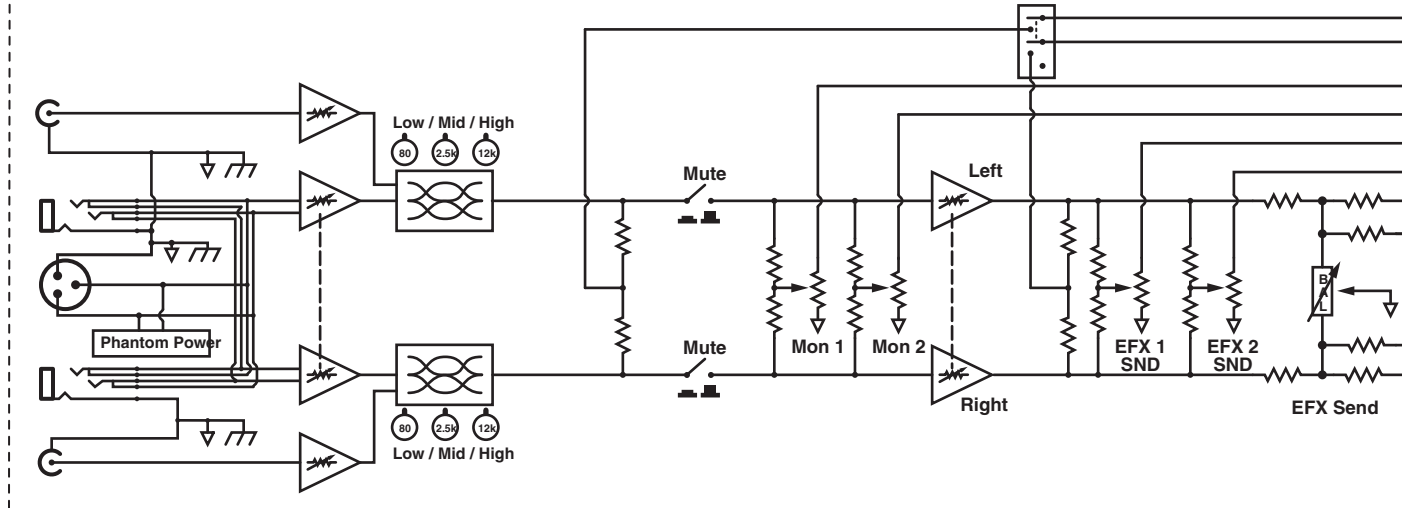 Low / Mid / High
80 2.5k 12k
Mute
Left
Phantom Power
BAL
Mon 1
Mon 2
EFX 1
SND
EFX 2
SND
Mute
Right
EFX Send
80 2.5k 12k
Low / Mid / High